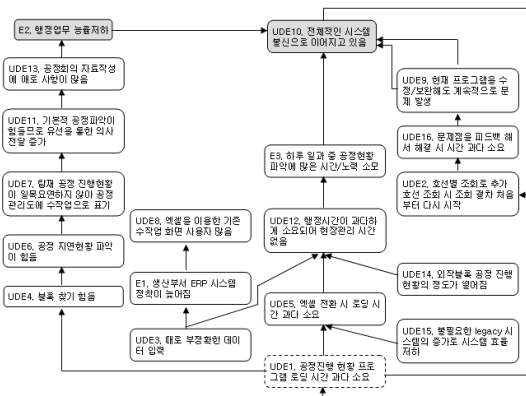 E2, 행정업무 능률저하
UDE10, 전체적인 시스템
불신으로 이어지고 있음
UDE13, 공정회의 자료작성
에 애로 사항이 많음
UDE9, 현재 프로그램을 수
정/보완해도 계속적으로 문
제 발생
UDE11, 기본적 공정파악이
힘들므로 유선을 통한 의사
전달 증가
UDE16, 문제점을 피드백 해
서 해결 시 시간 과다 소요
E3, 하루 일과 중 공정현황
파악에 많은 시간/노력 소모
UDE7, 탑재 공정 진행현황
이 일목요연하지 않아 공정
관리도에 수작업으로 표기
UDE2, 호선별 조회로 추가
호선 조회 시 조회 절차 처음
부터 다시 시작
UDE8, 엑셀을 이용한 기존
수작업 화면 사용자 많음
UDE12, 행정시간이 과다하
게 소요되어 현장관리 시간
없음
UDE6, 공정 지연현황 파악
이 힘듬
UDE14, 외작블록 공정 진행
현황의 정도가 떨어짐
E1, 생산부서 ERP 시스템
정착이 늦어짐
UDE4, 블록 찾기 힘듬
UDE5, 엑셀 전환 시 로딩 시
간 과다 소요
UDE3, 때로 부정확한 데이
터 입력
UDE15, 불필요한 legacy 시
스템의 증가로 시스템 효율
저하
UDE1, 공정진행 현황 프로
그램 로딩 시간 과다 소요